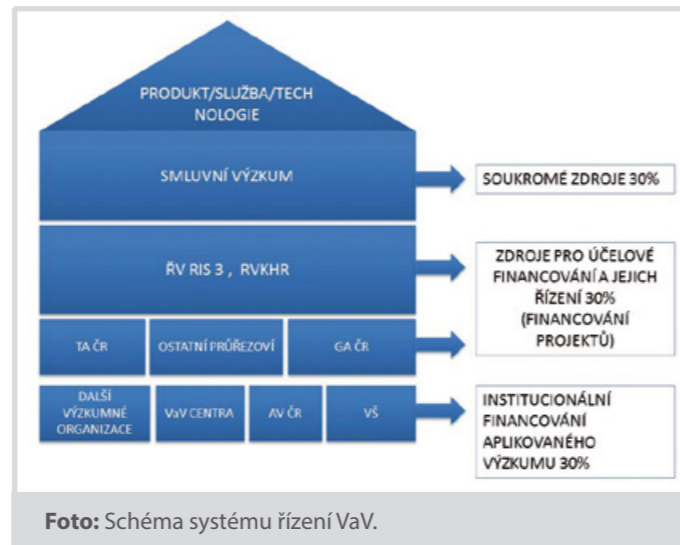 PRODUKT/SLUŽBA/TECH
NOLOGIE
SMLUVNÍ VÝZKUM
SOUKROMÉ ZDROJE 30%
ŘV RIS 3 , RVKHR
ZDROJE PRO ÚČELOVÉ
FINANCOVÁNÍ A JEJICH
ŘÍZENÍ 30%
(FINANCOVÁNÍ
PROJEKTŮ)
TA ČR
OSTATNÍ PRŮŘEZOVÍ
GA ČR
DALŠÍ
VÝZKUMNÉ
ORGANIZACE
VaV CENTRA
AV ČR
VŠ
INSTITUCIONÁLNÍ
FINANCOVÁNÍ
APLIKOVANÉHO
VÝZKUMU 30%
Foto: Schéma systému řízení VaV.